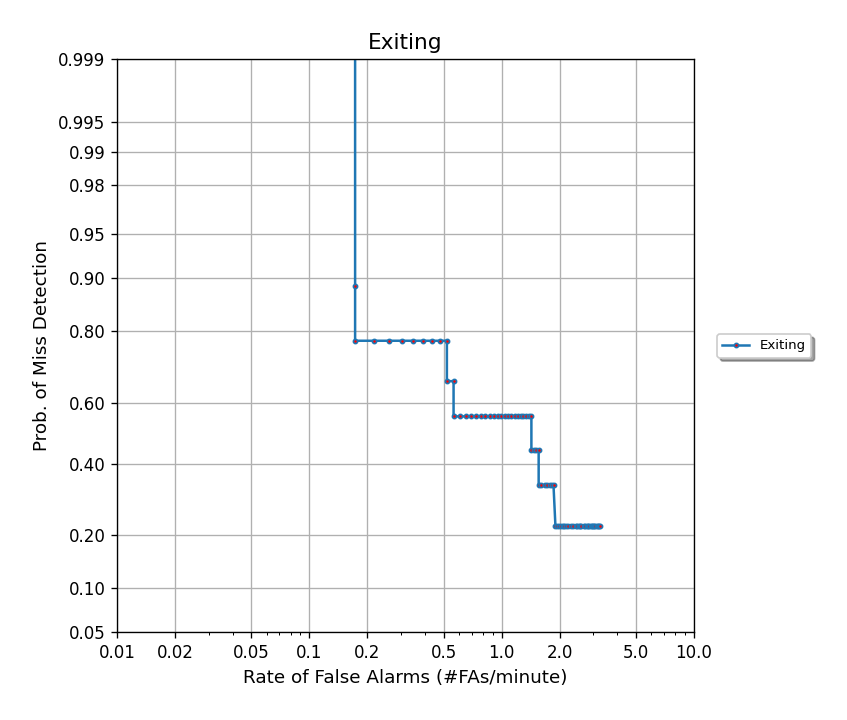 Exiting
0.999
0.995
0.99
0.98
0.95
0.90
0.80
0.60
0.40
0.20
0.10
0.05
Prob. of Miss Detection
Exiting
0.01 0.02 0.05 0.1 0.2 0.5 1.0 2.0 5.0 10.0
Rate of False Alarms (#FAs/minute)